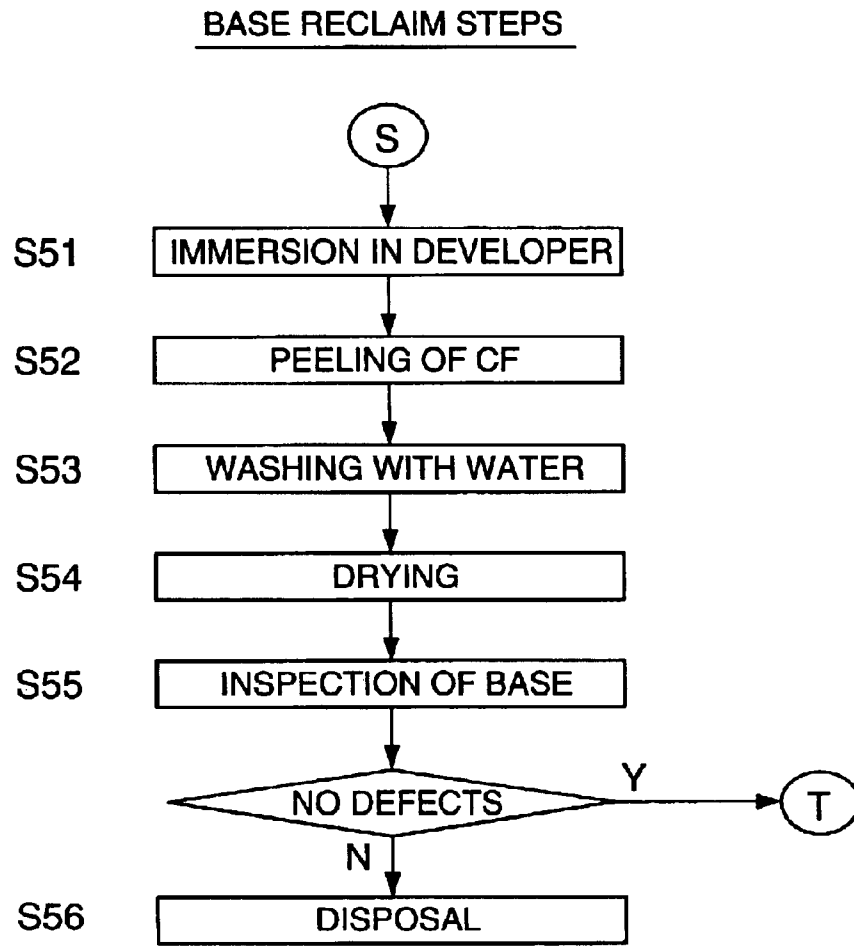 BASE RECLAIM STEPS
S
S51 IMMERSION IN DEVELOPER
S52 PEELING OF CF
S53 WASHING WITH WATER
S54 DRYING
S55 INSPECTION OF BASE
NO DEFECTS Y T
N
S56 DISPOSAL